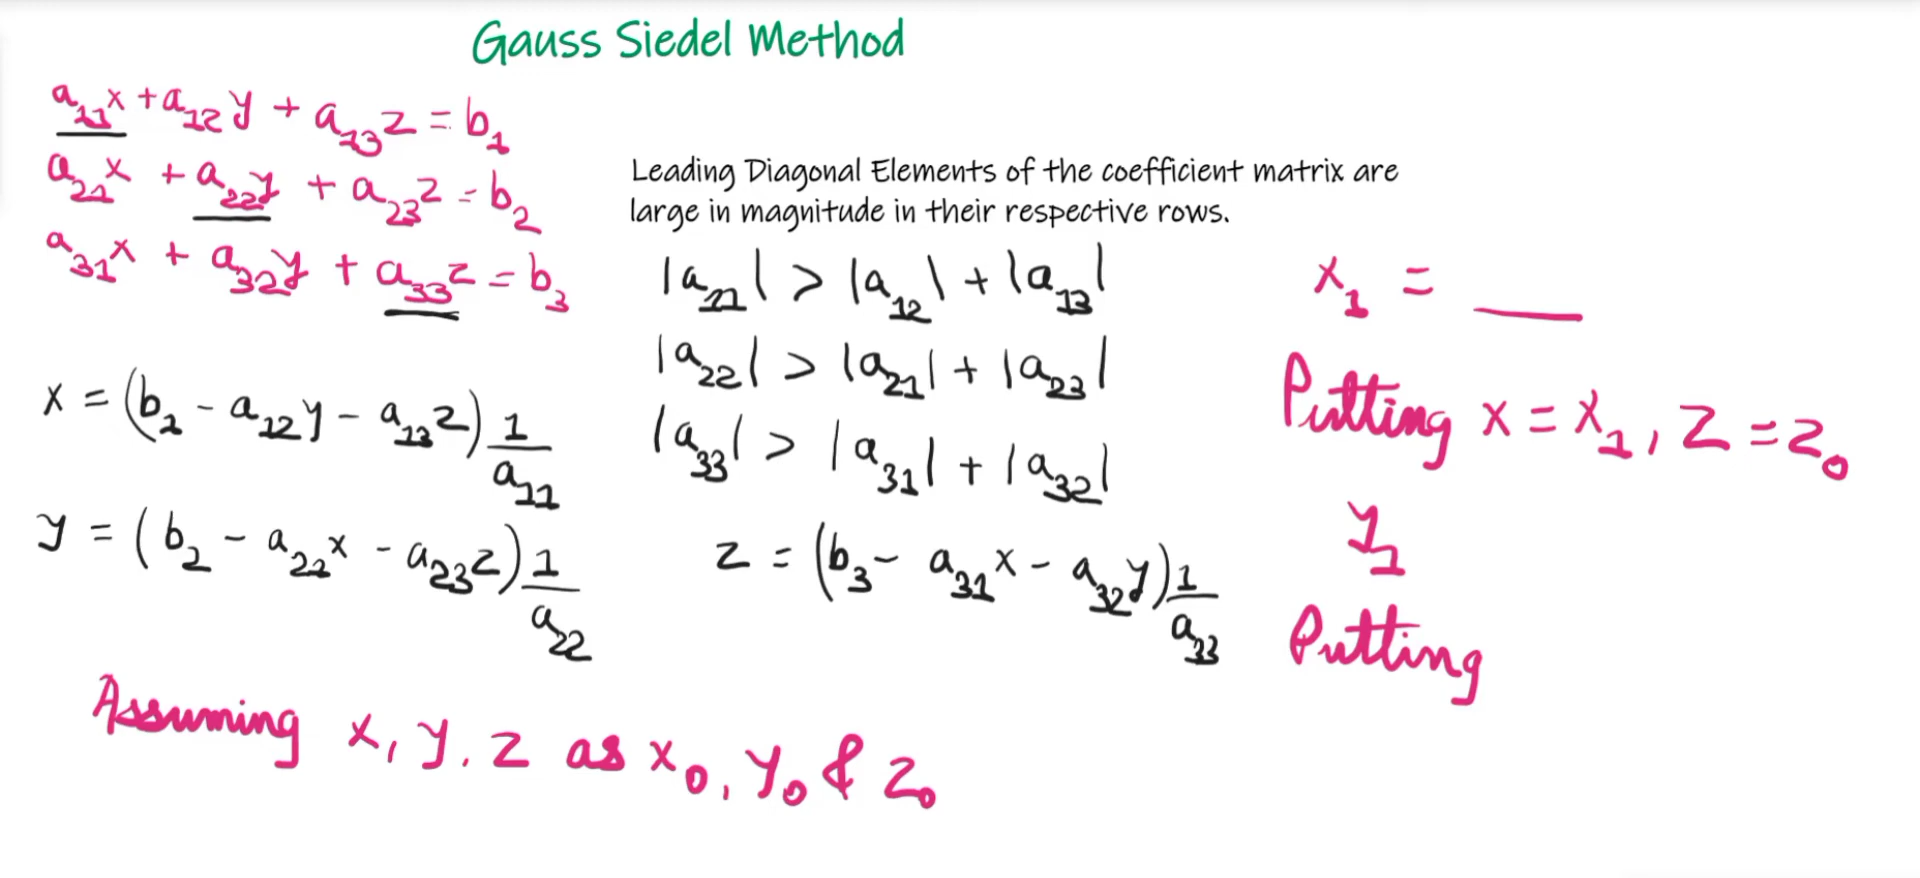 Gauss Siedel Method
a₁₁x + a₁₂y + a₁₃z = b₁
a₂₁x + a₂₂y + a₂₃z = b₂
a₃₁x + a₃₂y + a₃₃z = b₃
Leading Diagonal Elements of the coefficient matrix are
large in magnitude in their respective rows.
|a₁₁| > |a₁₂| + |a₁₃|
|a₂₂| > |a₂₁| + |a₂₃|
|a₃₃| > |a₃₁| + |a₃₂|
x = (b₁ - a₁₂y - a₁₃z) 1/a₁₁
y = (b₂ - a₂₁x - a₂₃z) 1/a₂₂
z = (b₃ - a₃₁x - a₃₂y) 1/a₃₃
Assuming x, y, z as x₀, y₀ & z₀
x₁ = __
Putting x = x₁, z = z₀
y₁
Putting